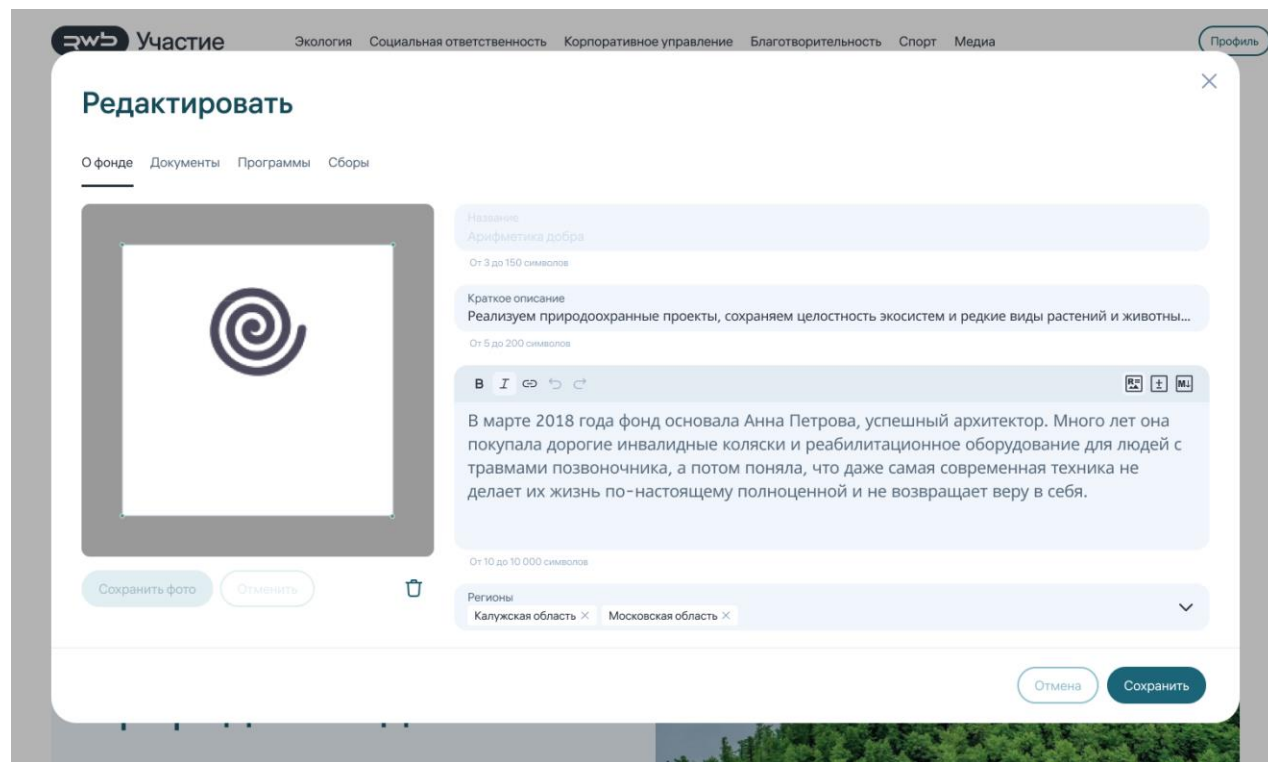 rwb Участие
Экология Социальная ответственность Корпоративное управление Благотворительность Спорт Медиа
Профиль
Редактировать
О фонде Документы Программы Сборы
Название
Арифметика добра
От 3 до 150 символов
Краткое описание
Реализуем природоохранные проекты, сохраняем целостность экосистем и редкие виды растений и животны...
От 5 до 200 символов
B I
M↓
В марте 2018 года фонд основала Анна Петрова, успешный архитектор. Много лет она
покупала дорогие инвалидные коляски и реабилитационное оборудование для людей с
травмами позвоночника, а потом поняла, что даже самая современная техника не
делает их жизнь по-настоящему полноценной и не возвращает веру в себя.
От 10 до 10 000 символов
Сохранить фото Отменить
Регионы
Калужская область × Московская область ×
Отмена Сохранить